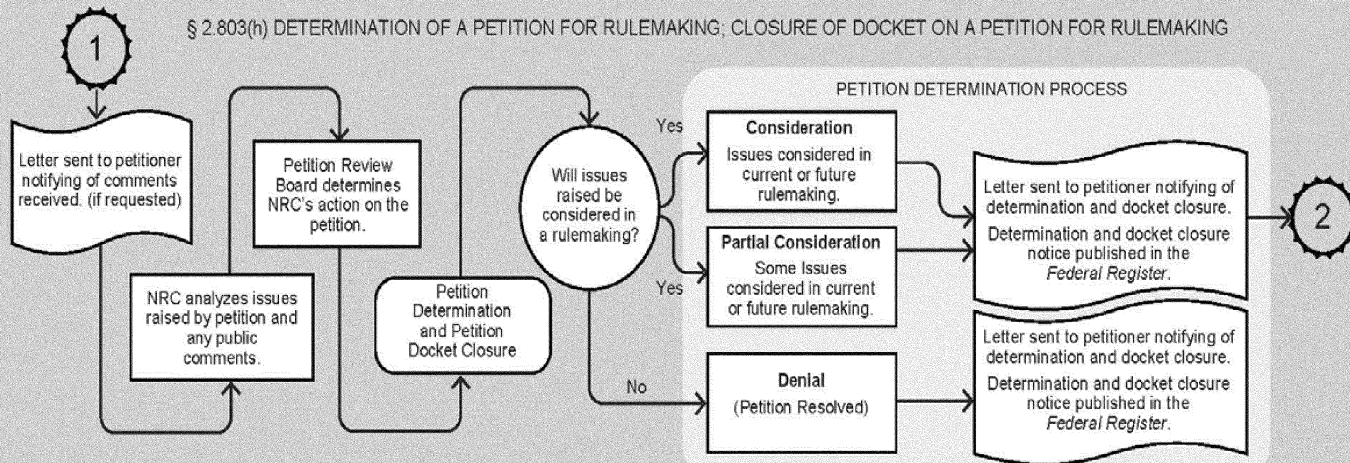 § 2.803(h) DETERMINATION OF A PETITION FOR RULEMAKING; CLOSURE OF DOCKET ON A PETITION FOR RULEMAKING
1
Letter sent to petitioner
notifying of comments
received. (if requested)
NRC analyzes issues
raised by petition and
any public
comments.
Petition Review
Board determines
NRC's action on the
petition.
Petition
Determination
and Petition
Docket Closure
Will issues
raised be
considered in
a rulemaking?
Yes
Yes
No
PETITION DETERMINATION PROCESS
Consideration
Issues considered in
current or future
rulemaking.
Partial Consideration
Some Issues
considered in current
or future rulemaking.
Denial
(Petition Resolved)
Letter sent to petitioner notifying of
determination and docket closure.
Determination and docket closure
notice published in the
Federal Register.
Letter sent to petitioner notifying of
determination and docket closure.
Determination and docket closure
notice published in the
Federal Register.
2